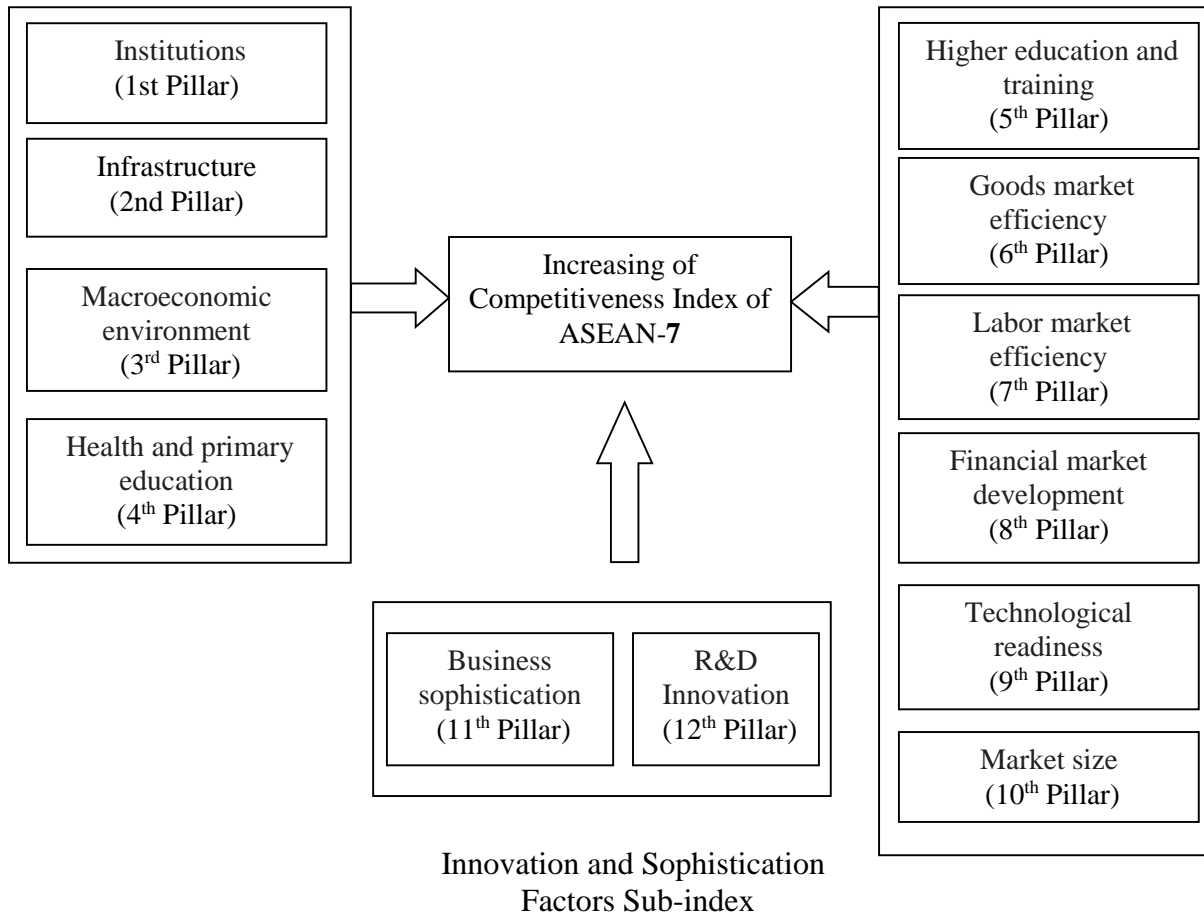 Institutions
(1st Pillar)
Infrastructure
(2nd Pillar)
Macroeconomic
environment
(3rd Pillar)
Health and primary
education
(4th Pillar)
Increasing of
Competitiveness Index of
ASEAN-7
Higher education and
training
(5th Pillar)
Goods market
efficiency
(6th Pillar)
Labor market
efficiency
(7th Pillar)
Financial market
development
(8th Pillar)
Technological
readiness
(9th Pillar)
Market size
(10th Pillar)
Business
sophistication
(11th Pillar)
R&D
Innovation
(12th Pillar)
Innovation and Sophistication
Factors Sub-index